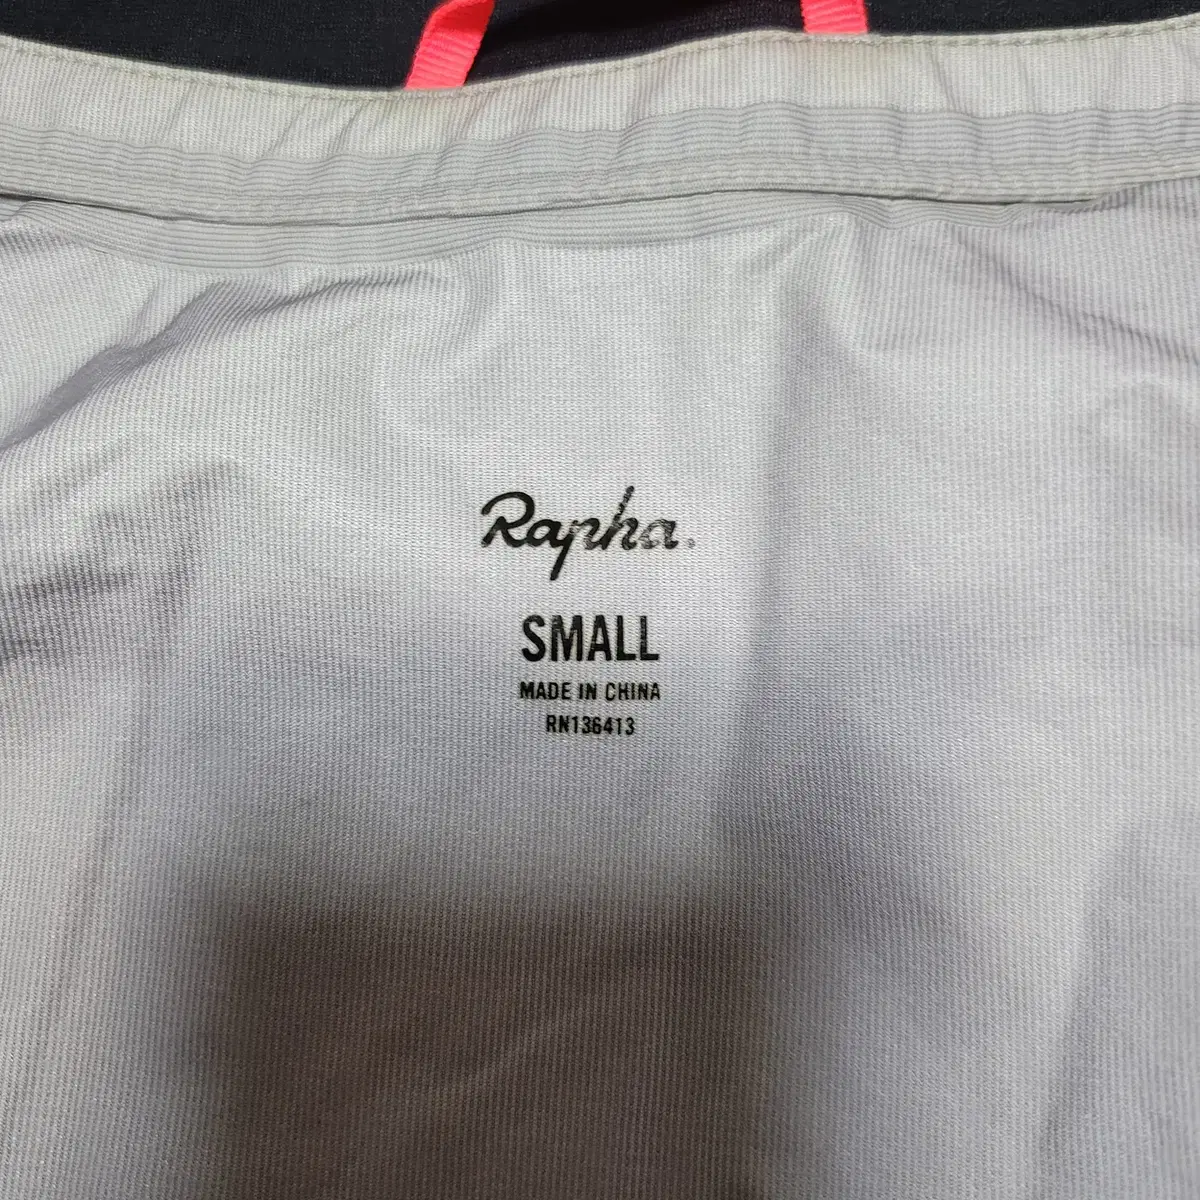 Rapha.
SMALL
MADE IN CHINA
RN136413